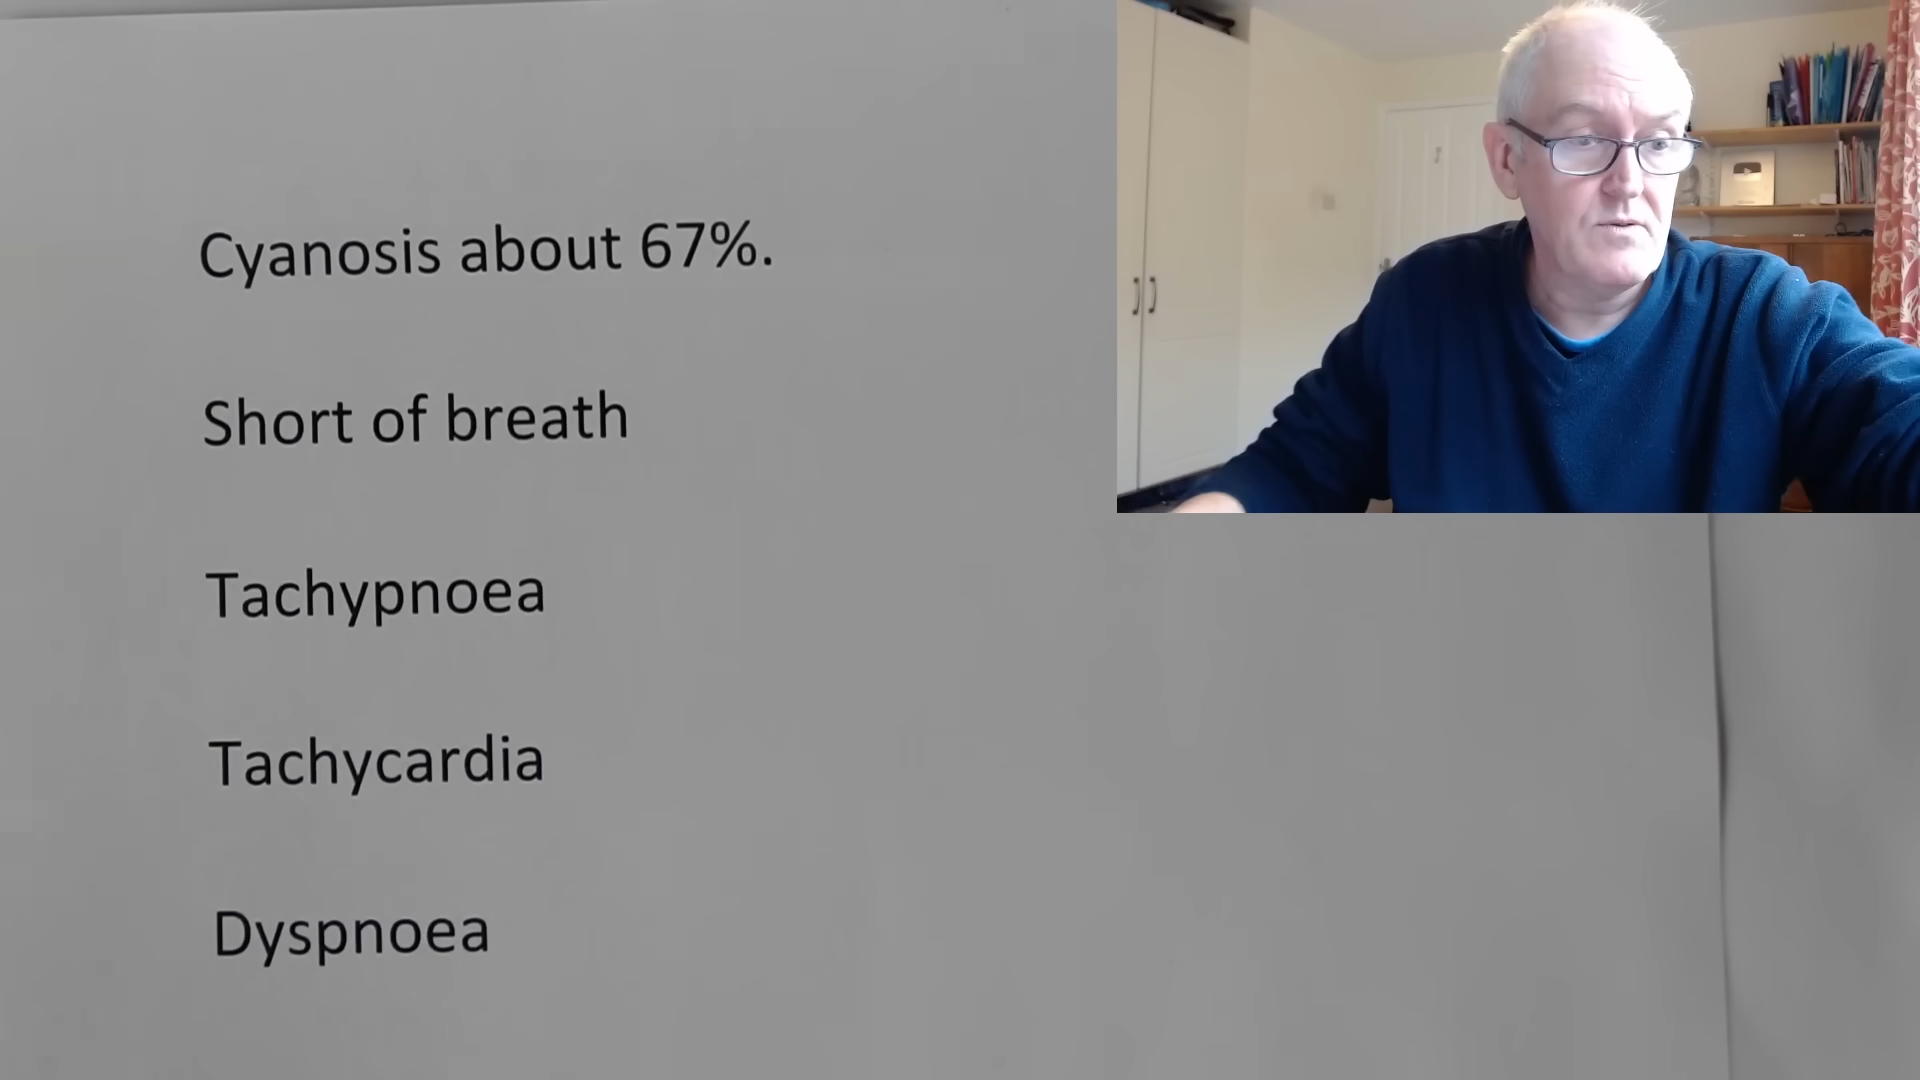 Cyanosis about 67%.
Short of breath
Tachypnoea
Tachycardia
Dyspnoea